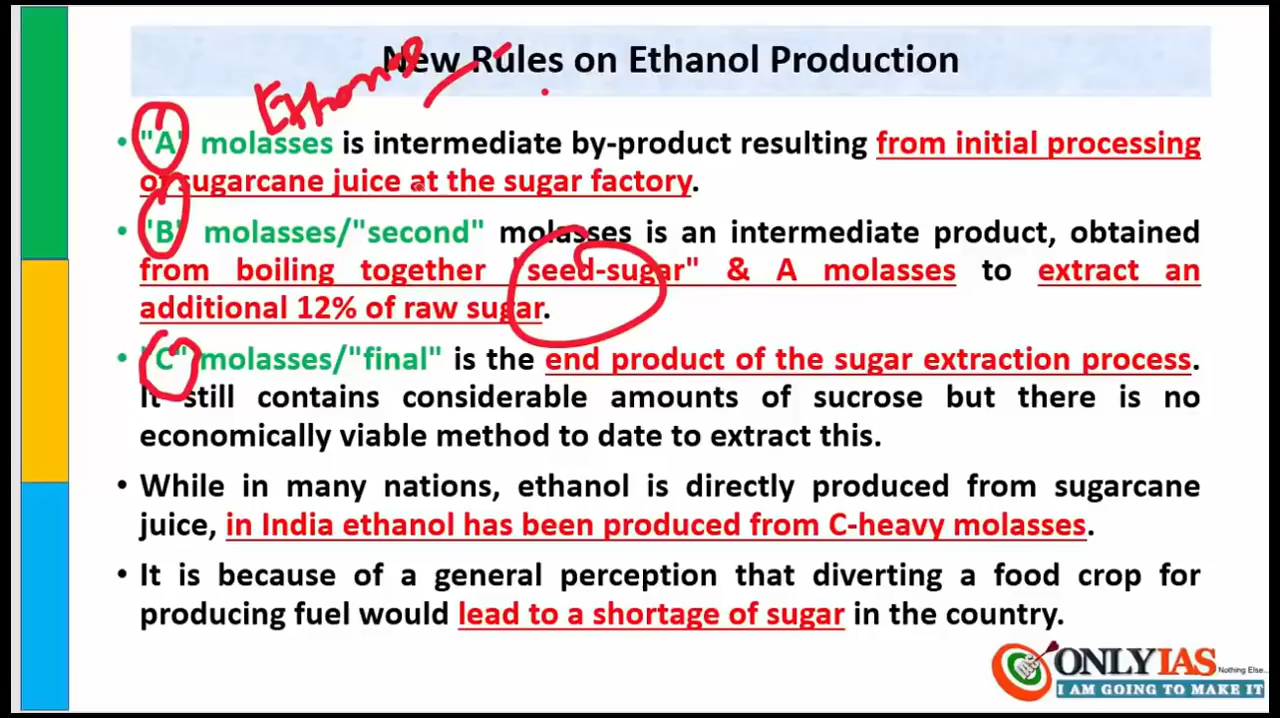 New Rules on Ethanol Production
Ethanol
• "A" molasses is intermediate by-product resulting from initial processing
of sugarcane juice at the sugar factory.
• "B" molasses/"second" molasses is an intermediate product, obtained
from boiling together "seed-sugar" & A molasses to extract an
additional 12% of raw sugar.
• "C" molasses/"final" is the end product of the sugar extraction process.
It still contains considerable amounts of sucrose but there is no
economically viable method to date to extract this.
• While in many nations, ethanol is directly produced from sugarcane
juice, in India ethanol has been produced from C-heavy molasses.
• It is because of a general perception that diverting a food crop for
producing fuel would lead to a shortage of sugar in the country.
ONLYIAS Nothing Else...
I AM GOING TO MAKE IT